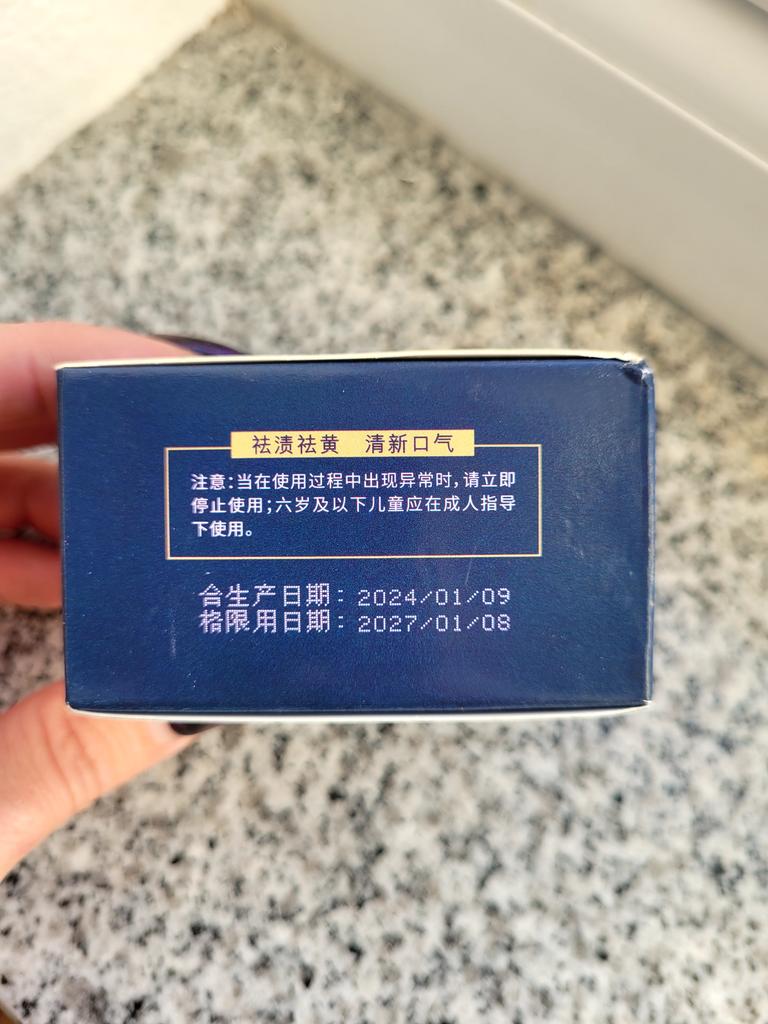 祛渍祛黄 清新口气
注意:当在使用过程中出现异常时,请立即
停止使用;六岁及以下儿童应在成人指导
下使用。
合生产日期: 2024/01/09
格限用日期: 2027/01/08